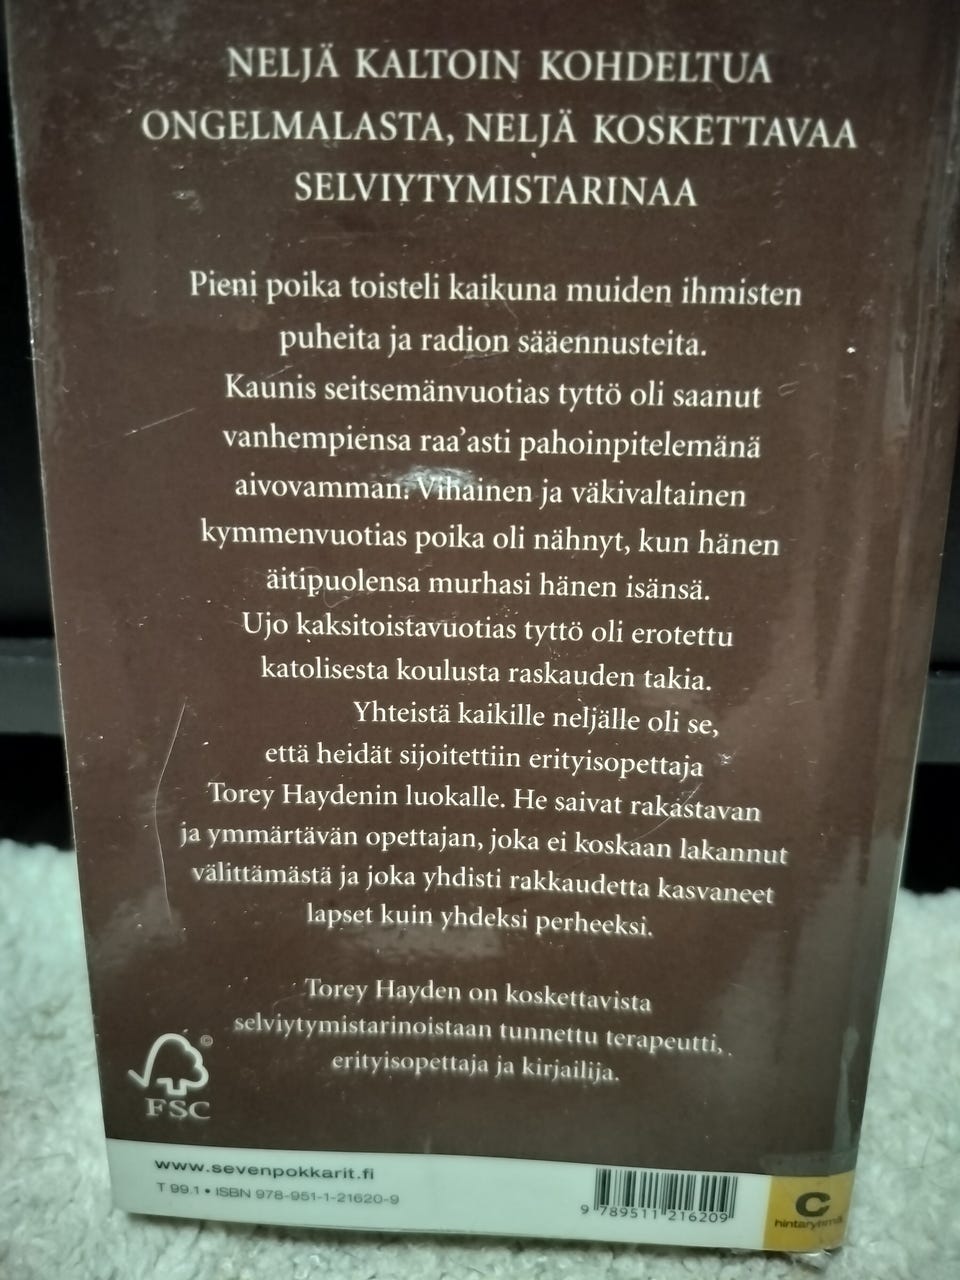 NELJÄ KALTOIN KOHDELTUA
ONGELMALASTA, NELJÄ KOSKETTAVAA
SELVIYTYMISTARINAA
Pieni poika toisteli kaikuna muiden ihmisten
puheita ja radion sääennusteita.
Kaunis seitsemänvuotias tyttö oli saanut
vanhempiensa raa'asti pahoinpitelemänä
aivovamman. Vihainen ja väkivaltainen
kymmenvuotias poika oli nähnyt, kun hänen
äitipuolensa murhasi hänen isänsä.
Ujo kaksitoistavuotias tyttö oli erotettu
katolisesta koulusta raskauden takia.
Yhteistä kaikille neljälle oli se,
että heidät sijoitettiin erityisopettaja
Torey Haydenin luokalle. He saivat rakastavan
ja ymmärtävän opettajan, joka ei koskaan lakannut
välittämästä ja joka yhdisti rakkaudetta kasvaneet
lapset kuin yhdeksi perheeksi.
Torey Hayden on koskettavista
selviytymistarinoistaan tunnettu terapeutti,
erityisopettaja ja kirjailija.
©
FSC
www.sevenpokkarit.fi
T 99.1 • ISBN 978-951-1-21620-9
9 789511 216209
C
hintaryhmä